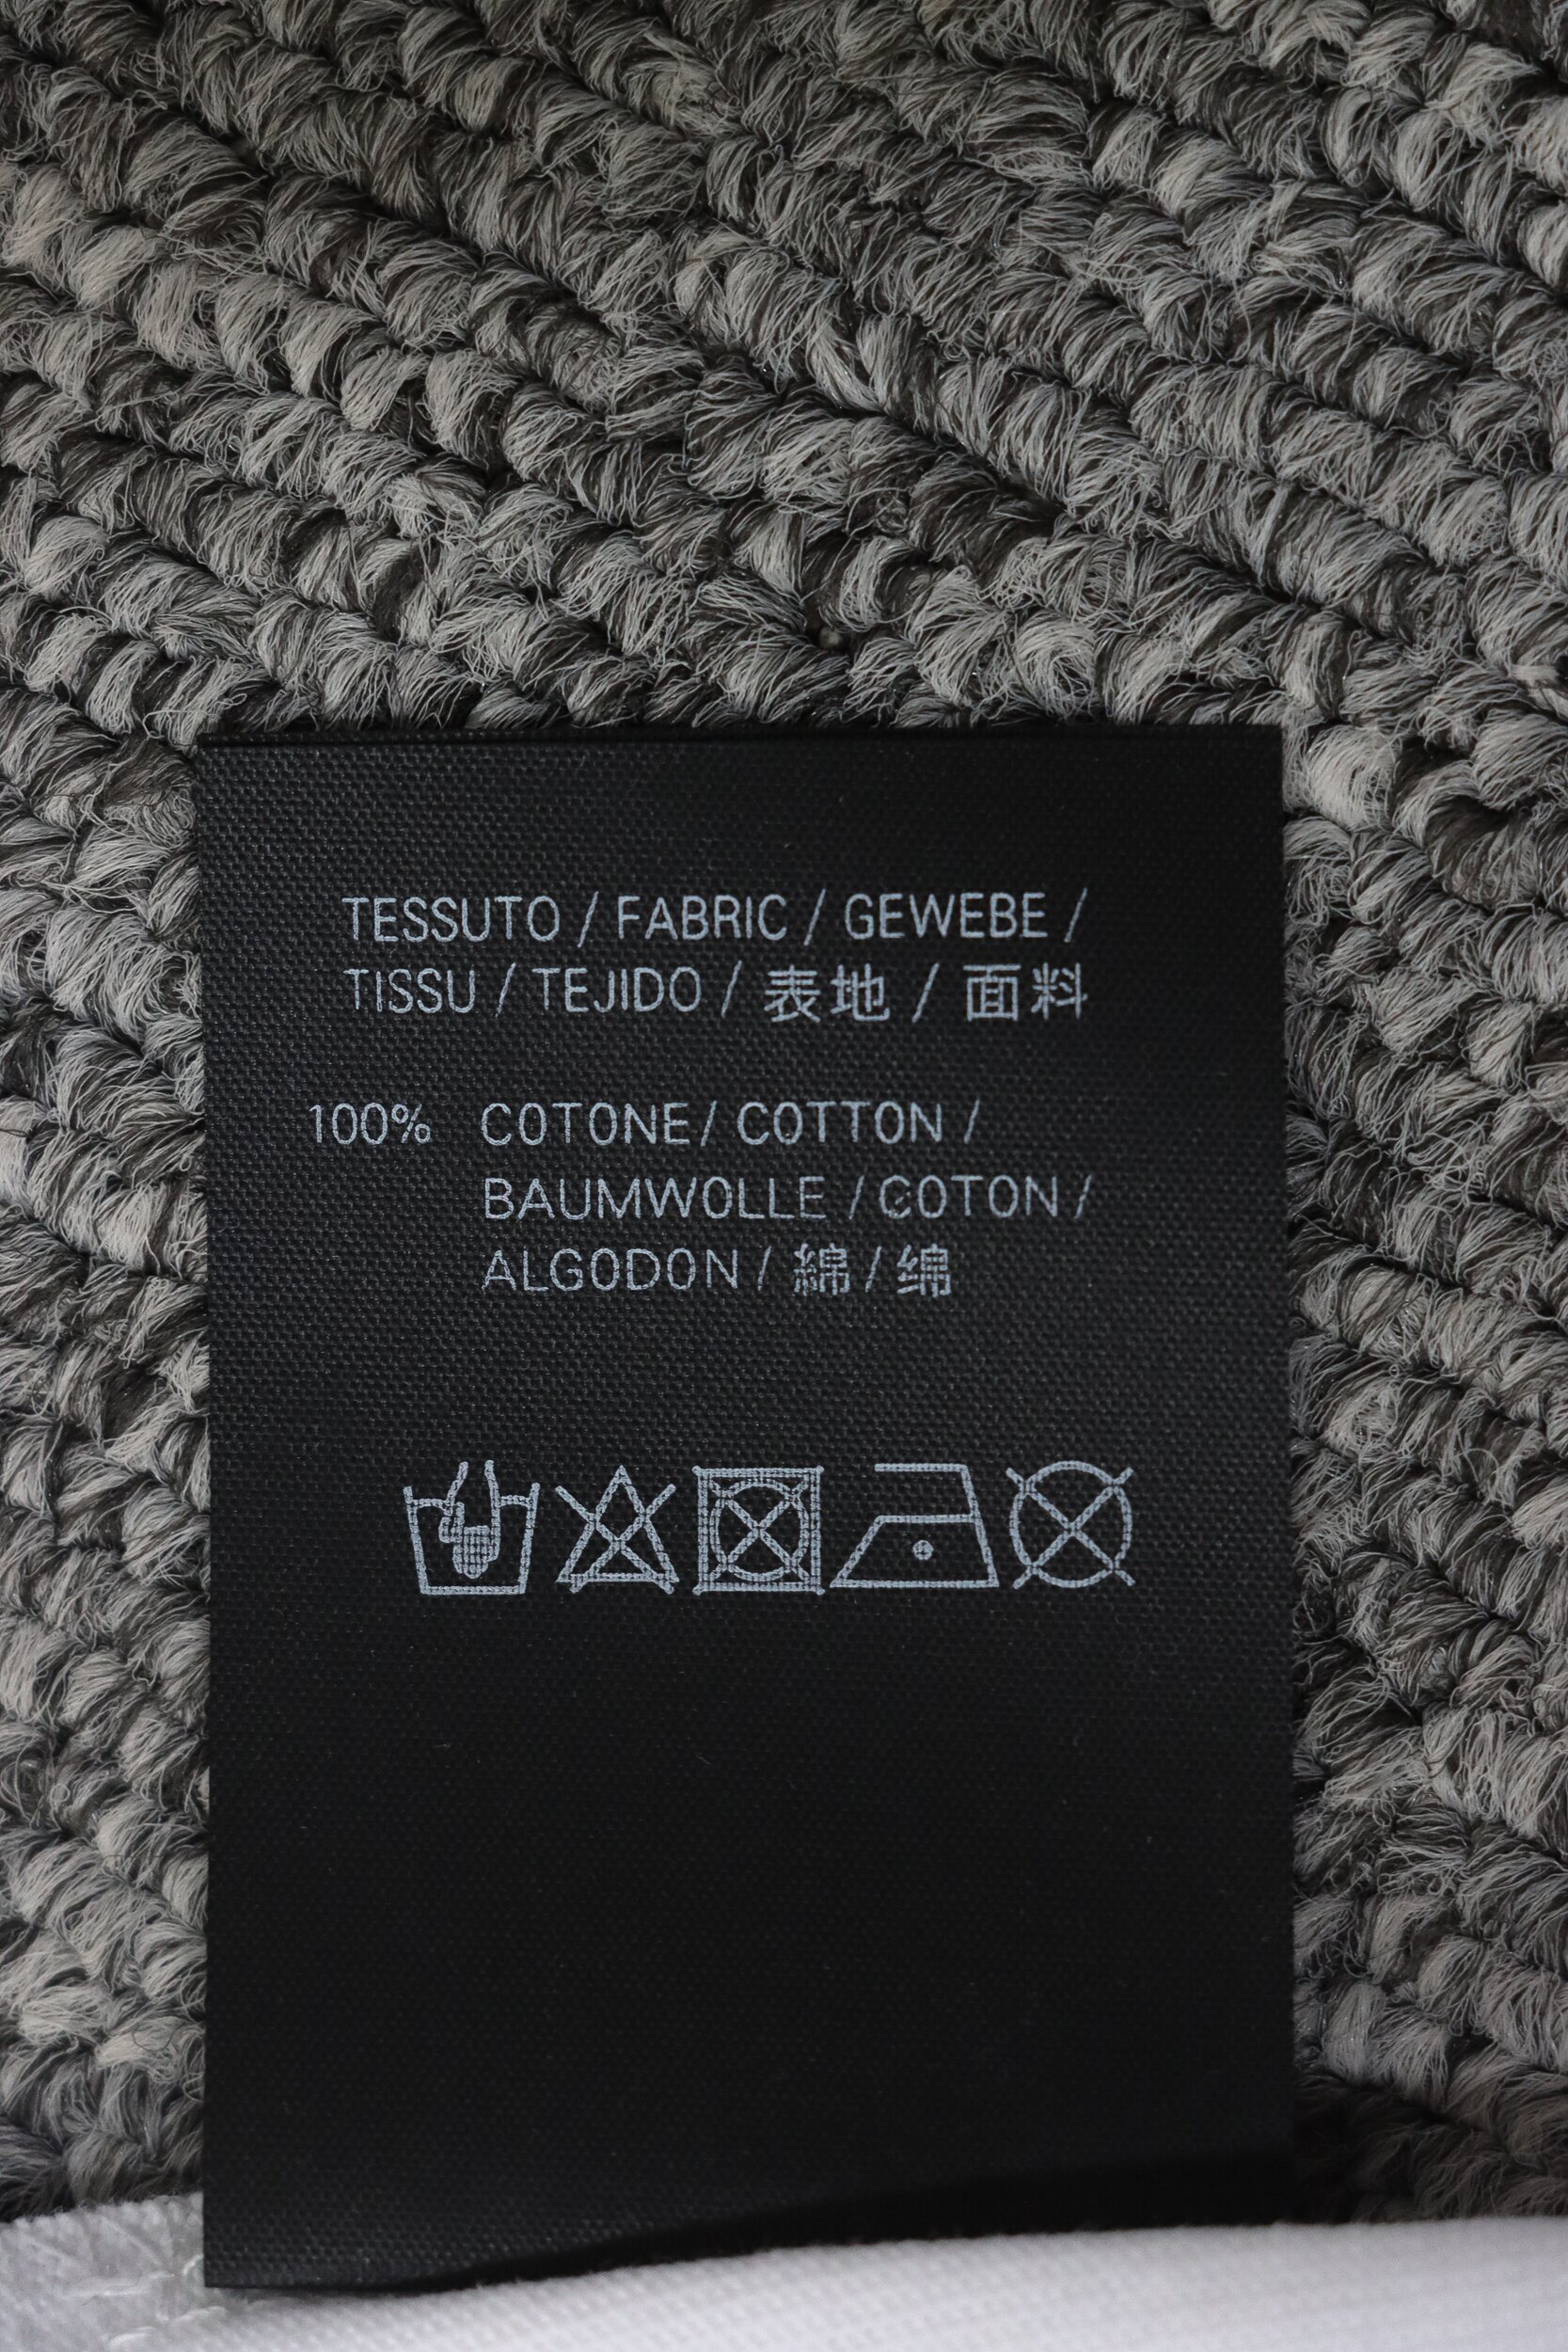 TESSUTO / FABRIC / GEWEBE /
TISSU / TEJIDO / 表地 / 面料
100% COTONE / COTTON /
BAUMWOLLE / COTON /
ALGODON / 綿 / 绵